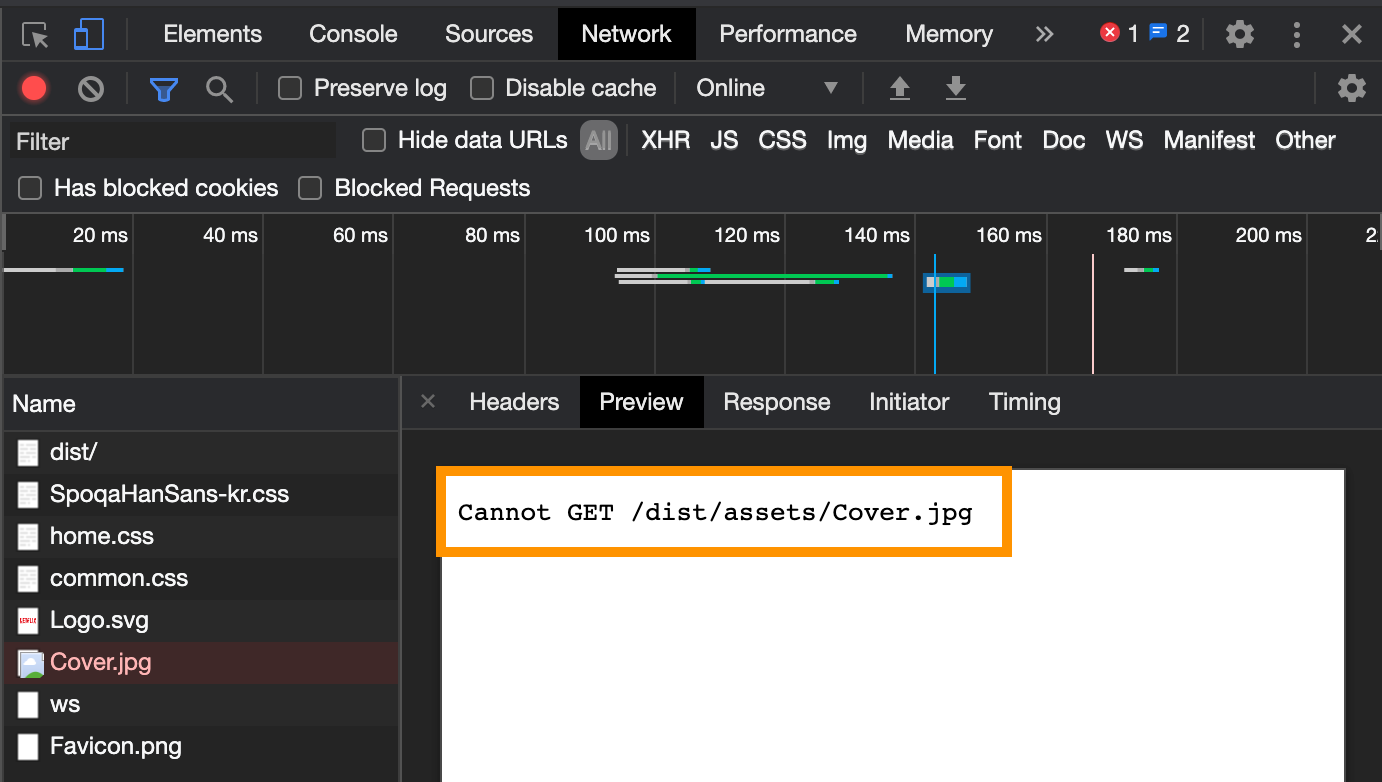 Elements Console Sources Network Performance Memory » 1 2
Preserve log Disable cache Online ▼
Filter Hide data URLs All XHR JS CSS Img Media Font Doc WS Manifest Other
Has blocked cookies Blocked Requests
20 ms 40 ms 60 ms 80 ms 100 ms 120 ms 140 ms 160 ms 180 ms 200 ms 2
Name
× Headers Preview Response Initiator Timing
dist/
SpoqaHanSans-kr.css
home.css
common.css
Logo.svg
NETFLIX
Cover.jpg
ws
Favicon.png
Cannot GET /dist/assets/Cover.jpg